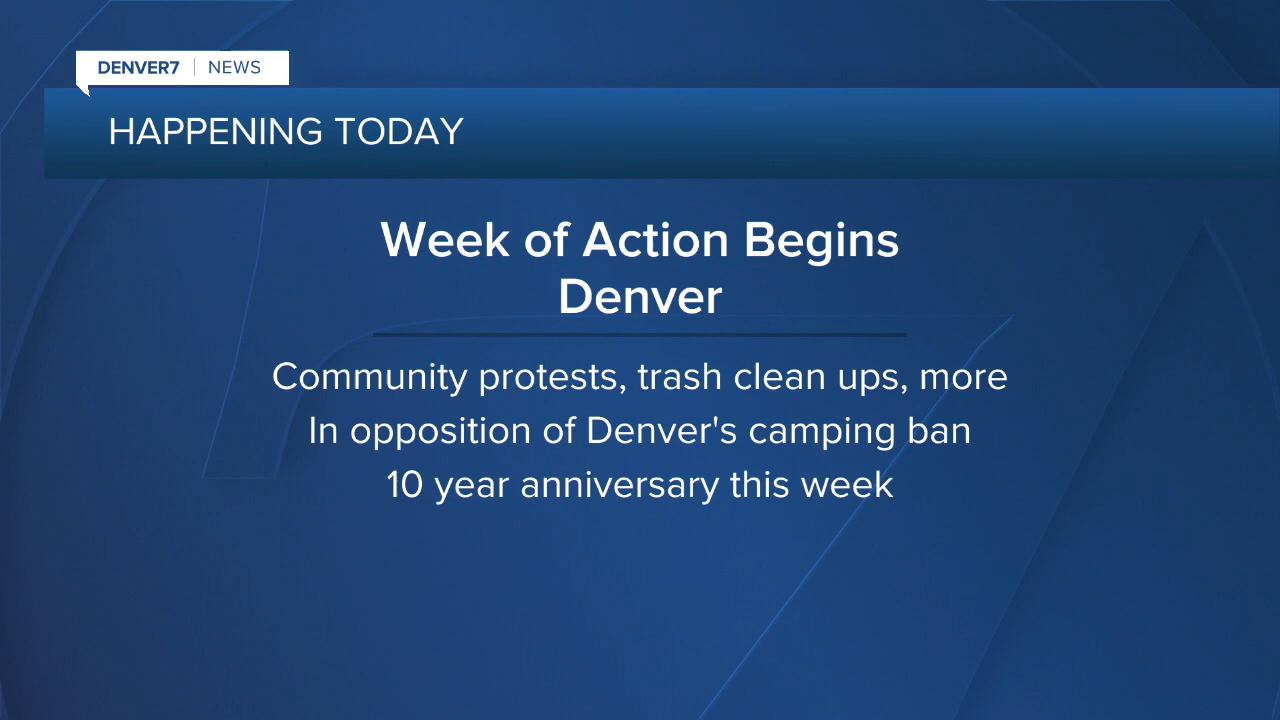 DENVER7 | NEWS
HAPPENING TODAY
Week of Action Begins
Denver
Community protests, trash clean ups, more
In opposition of Denver's camping ban
10 year anniversary this week